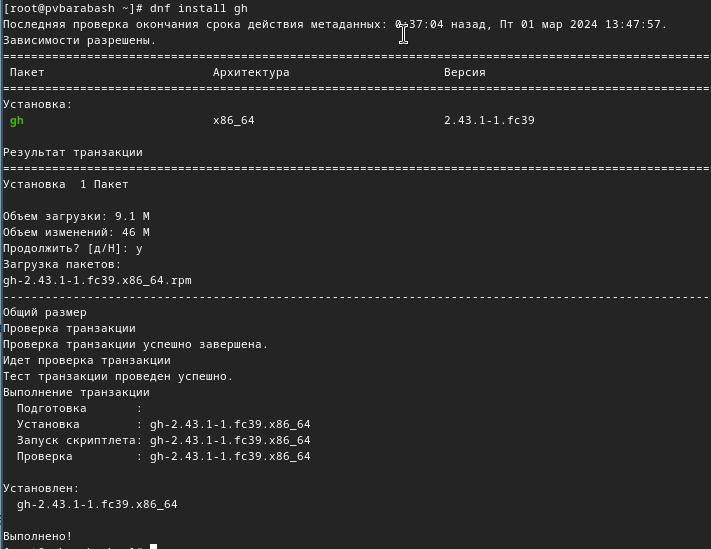 [root@pvbarabash ~]# dnf install gh
Последняя проверка окончания срока действия метаданных: 0:37:04 назад, Пт 01 мар 2024 13:47:57.
Зависимости разрешены.
Пакет Архитектура Версия
Установка:
gh x86_64 2.43.1-1.fc39
Результат транзакции
Установка 1 Пакет
Объем загрузки: 9.1 M
Объем изменений: 46 M
Продолжить? [д/Н]: y
Загрузка пакетов:
gh-2.43.1-1.fc39.x86_64.rpm
Общий размер
Проверка транзакции
Проверка транзакции успешно завершена.
Идет проверка транзакции
Тест транзакции проведен успешно.
Выполнение транзакции
Подготовка :
Установка : gh-2.43.1-1.fc39.x86_64
Запуск скриптлета: gh-2.43.1-1.fc39.x86_64
Проверка : gh-2.43.1-1.fc39.x86_64
Установлен:
gh-2.43.1-1.fc39.x86_64
Выполнено!